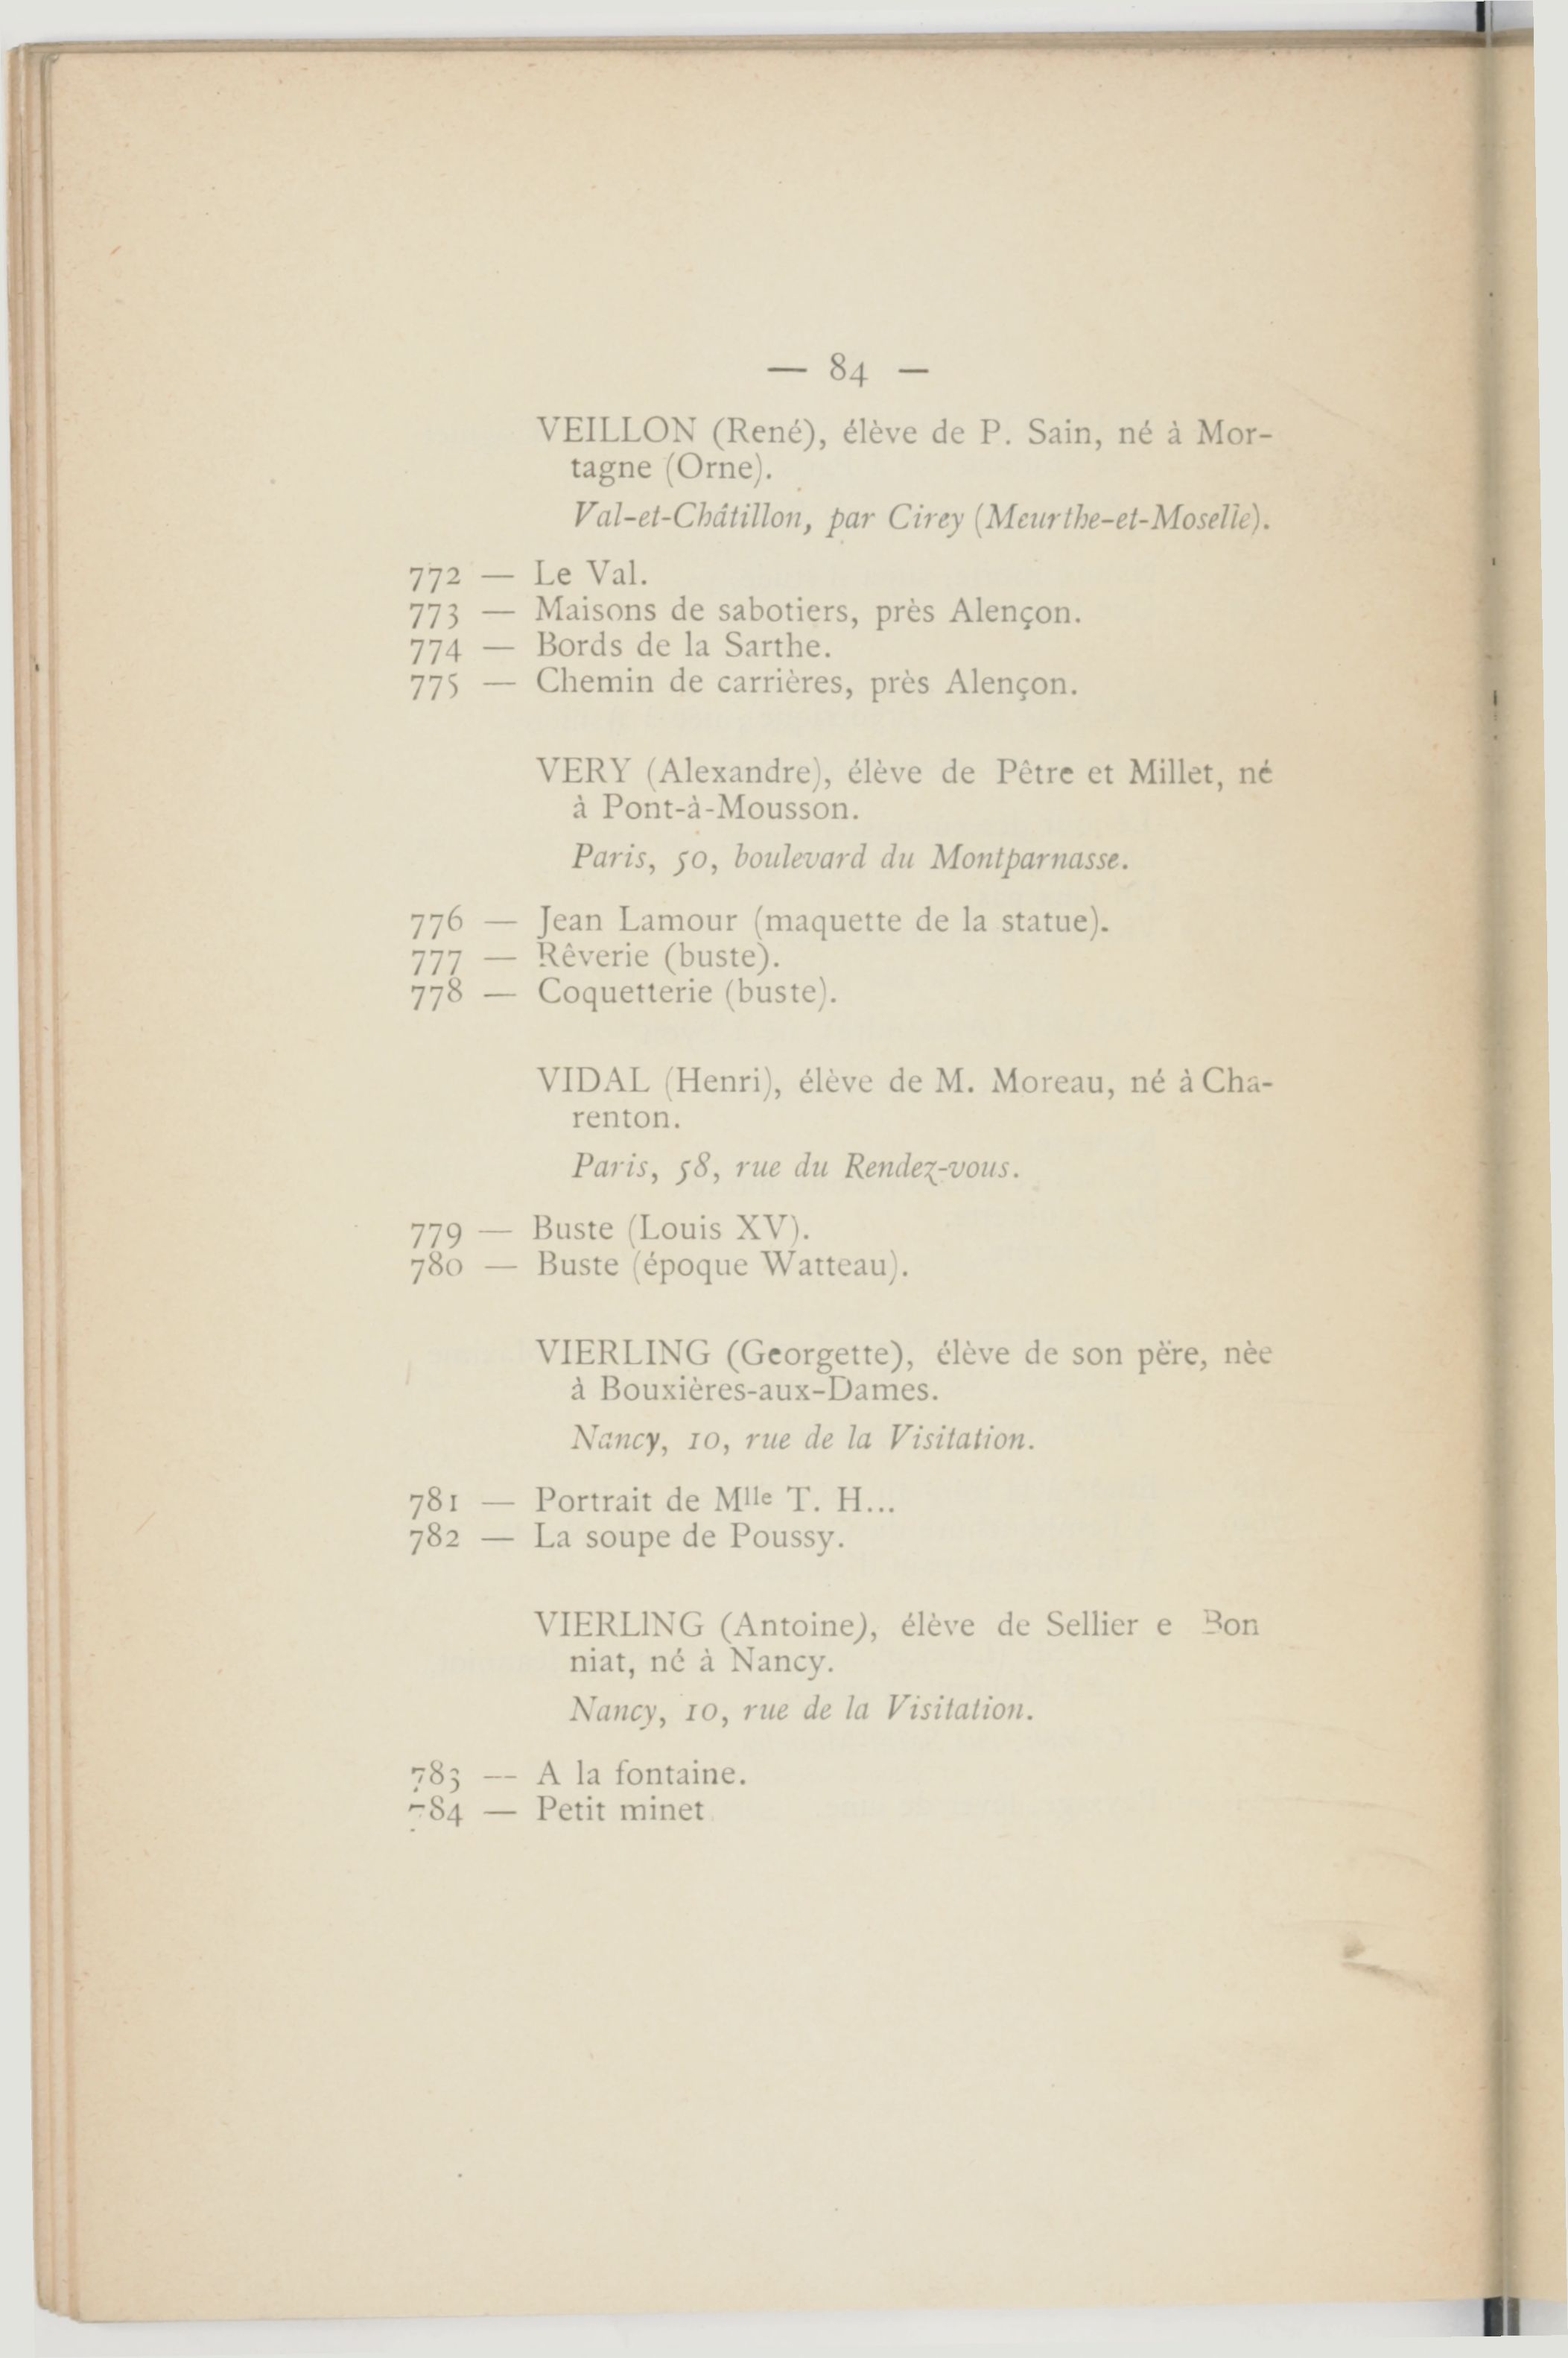 — 84 —
VEILLON (René), élève de P. Sain, né à Mor-
tagne (Orne).
Val-et-Châtillon, par Cirey (Meurthe-et-Moselle).
772 — Le Val.
773 — Maisons de sabotiers, près Alençon.
774 — Bords de la Sarthe.
775 — Chemin de carrières, près Alençon.
VERY (Alexandre), élève de Pêtre et Millet, né
à Pont-à-Mousson.
Paris, 50, boulevard du Montparnasse.
776 — Jean Lamour (maquette de la statue).
777 — Rêverie (buste).
778 — Coquetterie (buste).
VIDAL (Henri), élève de M. Moreau, né à Cha-
renton.
Paris, 58, rue du Rendez-vous.
779 — Buste (Louis XV).
780 — Buste (époque Watteau).
VIERLING (Georgette), élève de son père, nèe
à Bouxières-aux-Dames.
Nancy, 10, rue de la Visitation.
781 — Portrait de Mlle T. H...
782 — La soupe de Poussy.
VIERLING (Antoine), élève de Sellier e Bon
niat, né à Nancy.
Nancy, 10, rue de la Visitation.
783 — A la fontaine.
784 — Petit minet